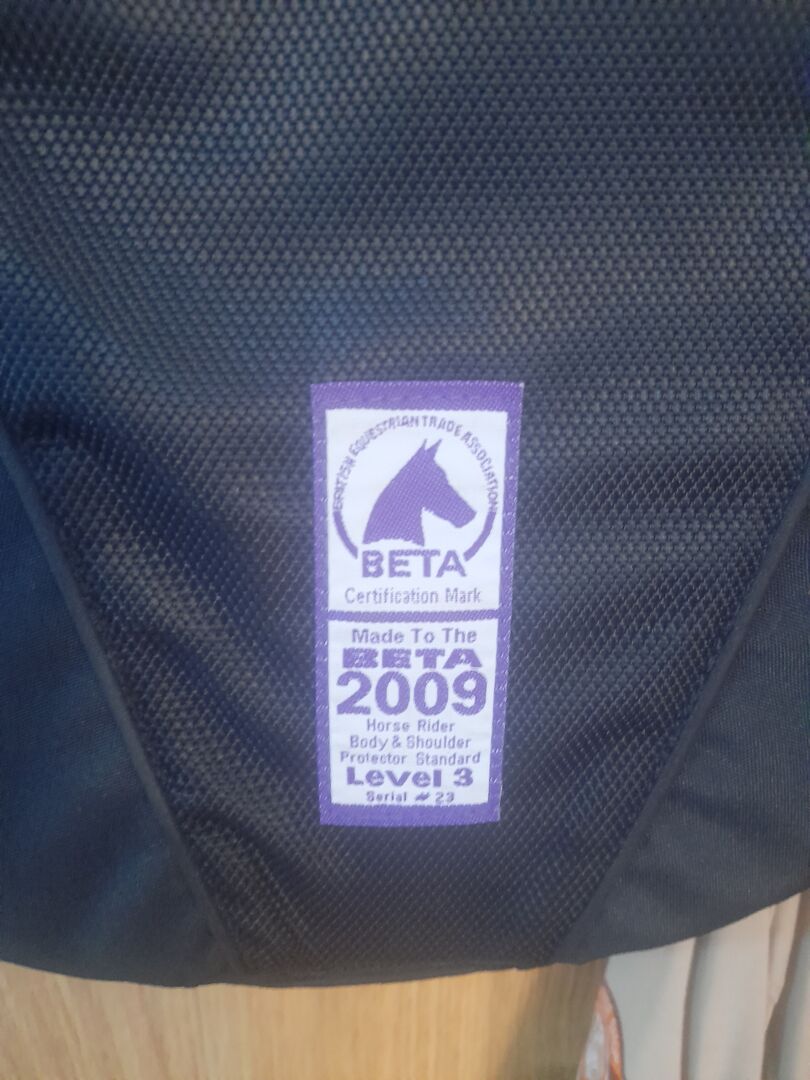 BRITISH EQUESTRIAN TRADE ASSOCIATION
BETA
Certification Mark
Made To The
BETA
2009
Horse Rider
Body & Shoulder
Protector Standard
Level 3
Serial # 23